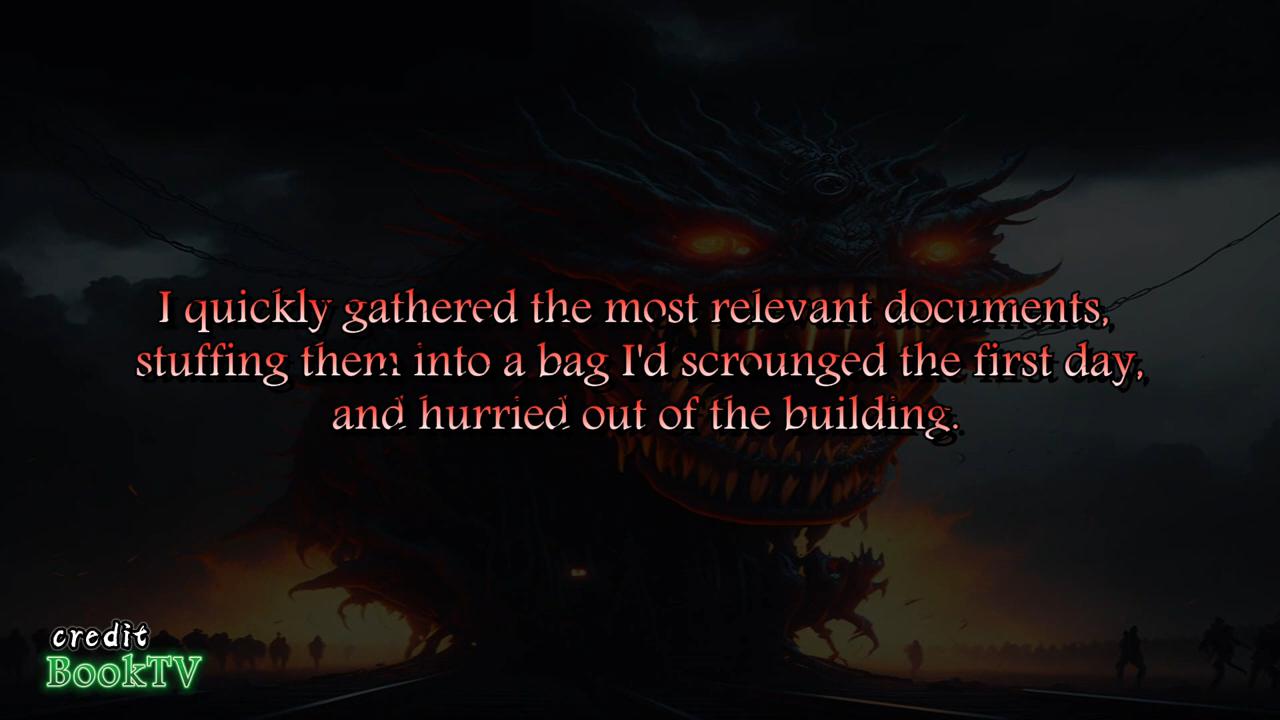 I quickly gathered the most relevant documents,
stuffing them into a bag I'd scrounged the first day,
and hurried out of the building.
credit
BookTV